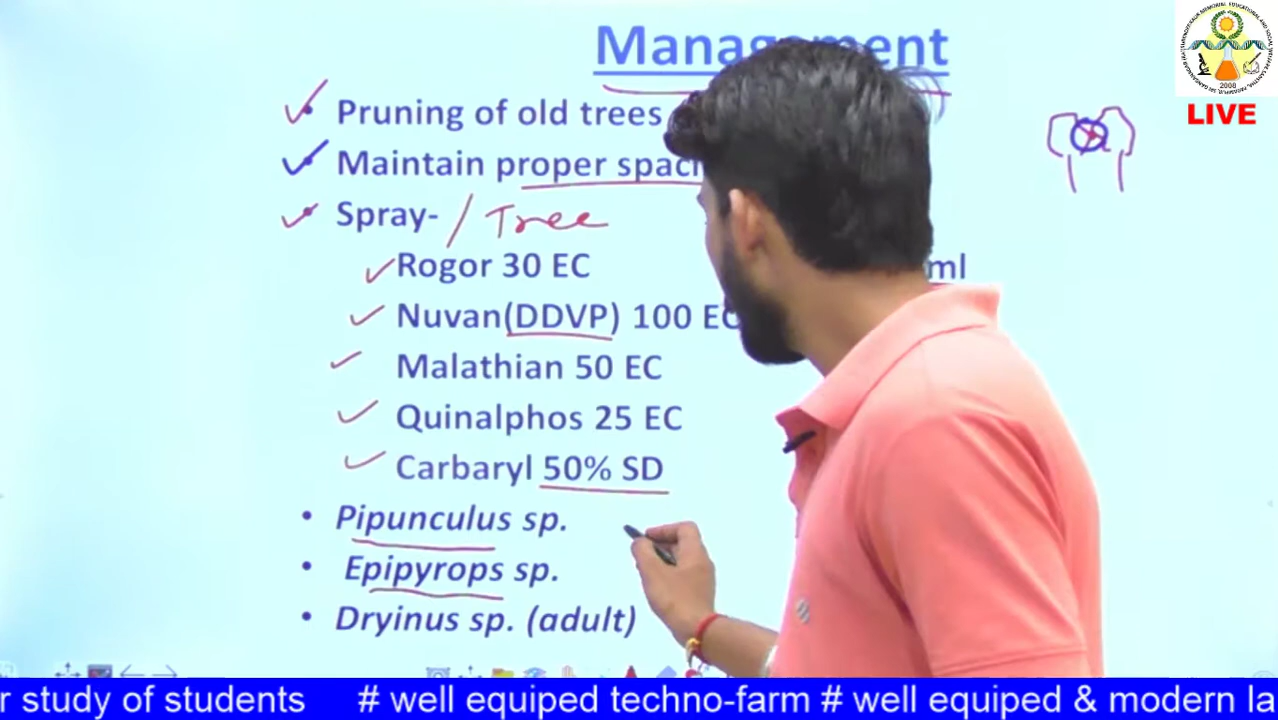 Management
Pruning of old trees
Maintain proper spaci
Spray- / Tree
Rogor 30 EC ml
Nuvan(DDVP) 100 EC
Malathian 50 EC
Quinalphos 25 EC
Carbaryl 50% SD
Pipunculus sp.
Epipyrops sp.
Dryinus sp. (adult)
2008
LIVE
r study of students # well equiped techno-farm # well equiped & modern la